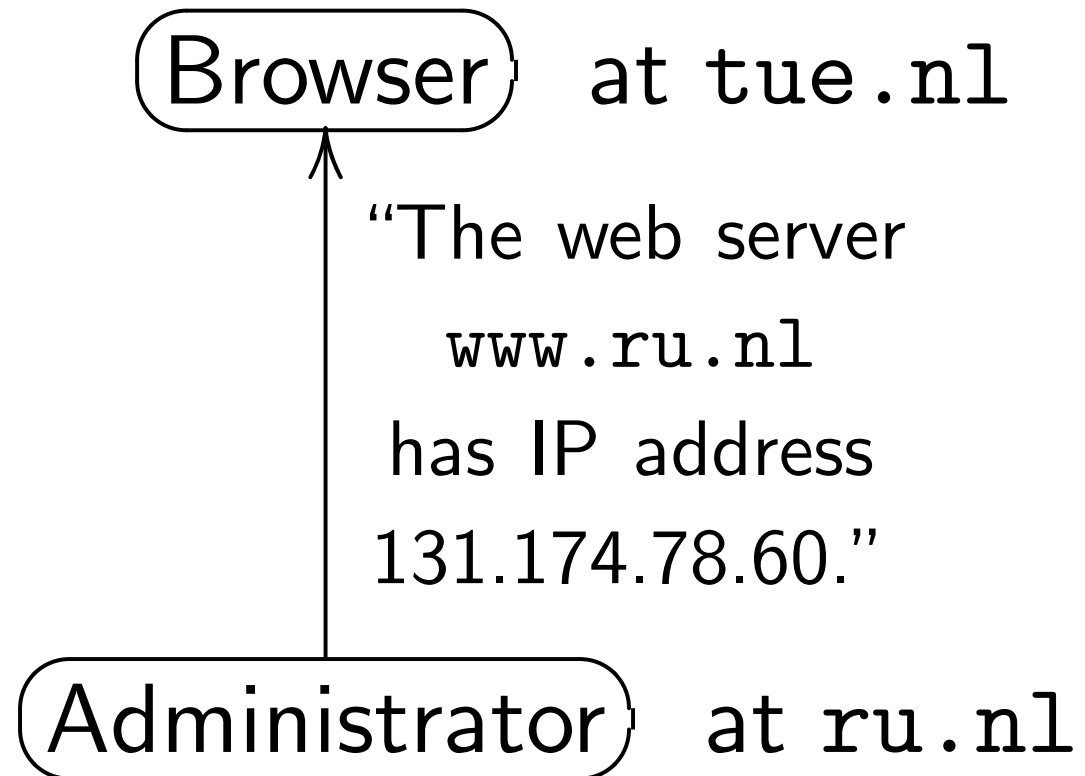 Browser at tue.nl
“The web server
www.ru.nl
has IP address
131.174.78.60.”
Administrator at ru.nl